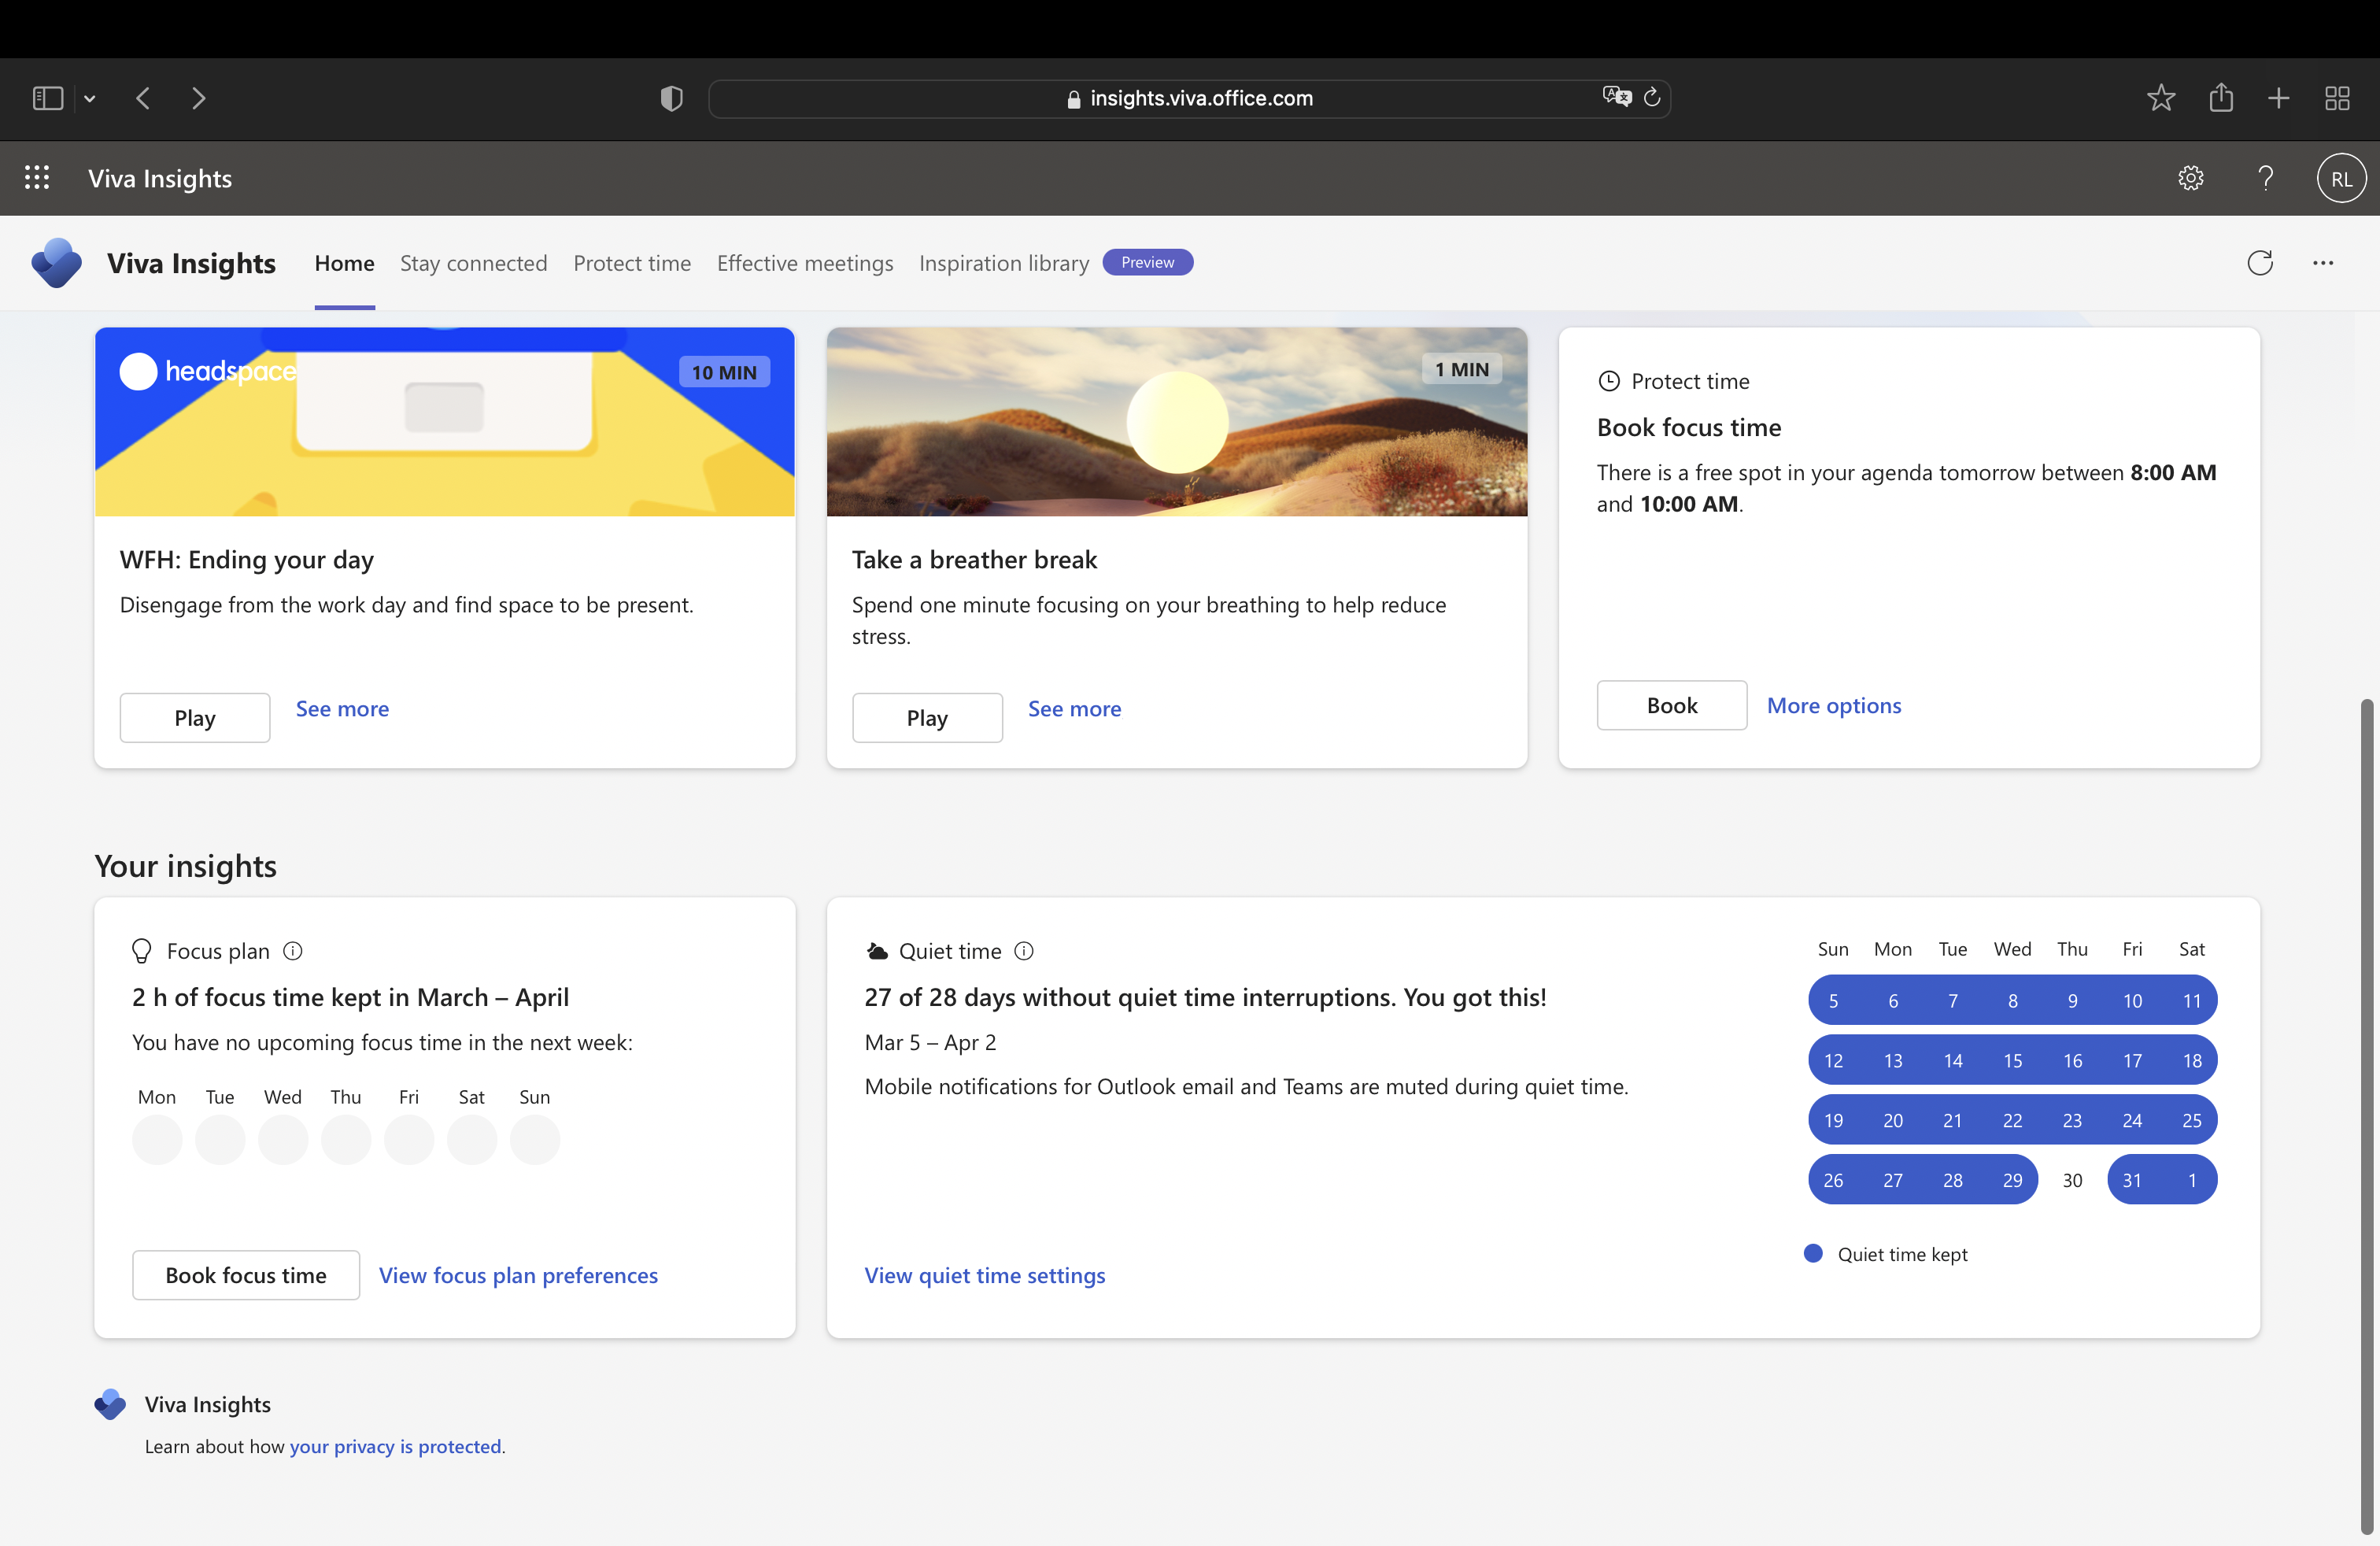 insights.viva.office.com
Viva Insights
RL
Viva Insights
Home
Stay connected
Protect time
Effective meetings
Inspiration library
Preview
headspace
10 MIN
WFH: Ending your day
Disengage from the work day and find space to be present.
Play
See more
1 MIN
Take a breather break
Spend one minute focusing on your breathing to help reduce
stress.
Play
See more
Protect time
Book focus time
There is a free spot in your agenda tomorrow between 8:00 AM
and 10:00 AM.
Book
More options
Your insights
Focus plan
2 h of focus time kept in March – April
You have no upcoming focus time in the next week:
Mon Tue Wed Thu Fri Sat Sun
Book focus time
View focus plan preferences
Quiet time
27 of 28 days without quiet time interruptions. You got this!
Mar 5 – Apr 2
Mobile notifications for Outlook email and Teams are muted during quiet time.
View quiet time settings
Sun Mon Tue Wed Thu Fri Sat
5 6 7 8 9 10 11
12 13 14 15 16 17 18
19 20 21 22 23 24 25
26 27 28 29 30 31 1
Quiet time kept
Viva Insights
Learn about how your privacy is protected.